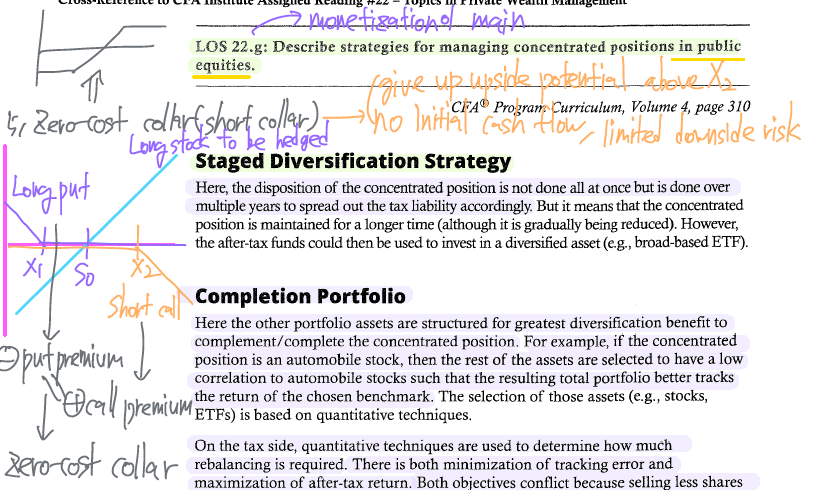 Cross-Reference to CFA Institute Assigned Reading #22 – Topics in Private Wealth Management
monetization of main
LOS 22.g: Describe strategies for managing concentrated positions in public
equities.
give up upside potential above X2
CFA® Program Curriculum, Volume 4, page 310
5, Zero-cost collar (short collar)
no Initial cash flow, limited downside risk
Long stock to be hedged
Staged Diversification Strategy
Long put
Here, the disposition of the concentrated position is not done all at once but is done over
multiple years to spread out the tax liability accordingly. But it means that the concentrated
position is maintained for a longer time (although it is gradually being reduced). However,
the after-tax funds could then be used to invest in a diversified asset (e.g., broad-based ETF).
X1
S0
X2
Short call
Completion Portfolio
Here the other portfolio assets are structured for greatest diversification benefit to
complement/complete the concentrated position. For example, if the concentrated
position is an automobile stock, then the rest of the assets are selected to have a low
correlation to automobile stocks such that the resulting total portfolio better tracks
the return of the chosen benchmark. The selection of those assets (e.g., stocks,
ETFs) is based on quantitative techniques.
⊖ put premium
⊕ call premium
zero-cost collar
On the tax side, quantitative techniques are used to determine how much
rebalancing is required. There is both minimization of tracking error and
maximization of after-tax return. Both objectives conflict because selling less shares